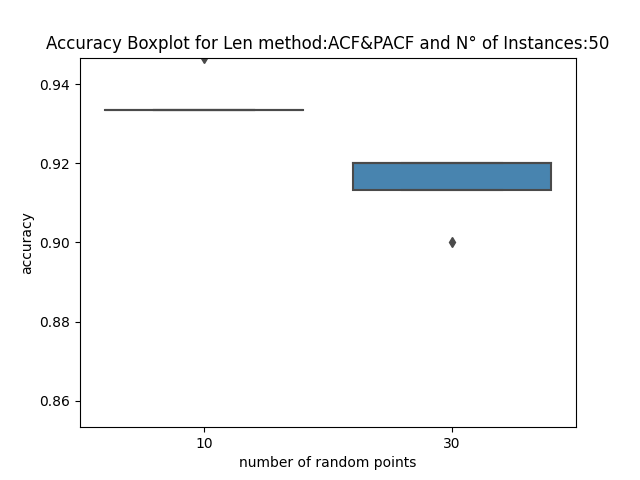 Accuracy Boxplot for Len method:ACF&PACF and N° of Instances:50
0.94
0.92
0.90
0.88
0.86
accuracy
10 30
number of random points